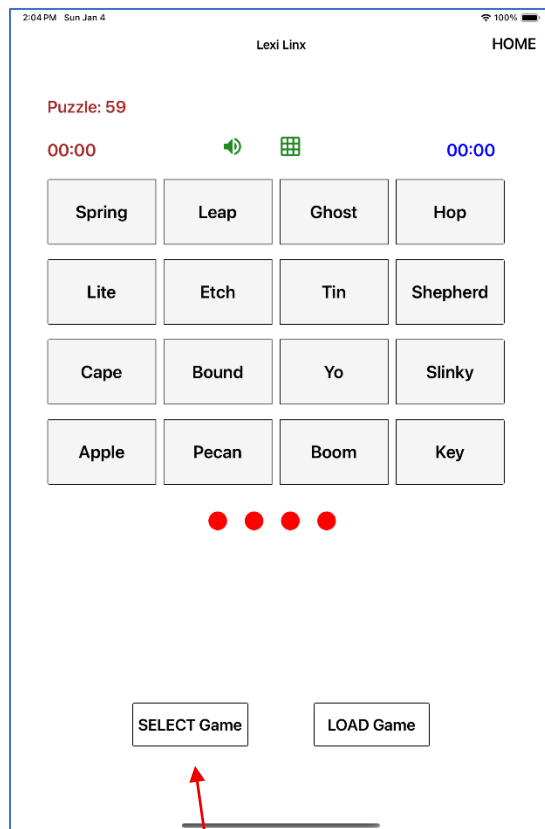 2:04 PM Sun Jan 4 100%
Lexi Linx HOME
Puzzle: 59
00:00 00:00
Spring Leap Ghost Hop
Lite Etch Tin Shepherd
Cape Bound Yo Slinky
Apple Pecan Boom Key
SELECT Game LOAD Game